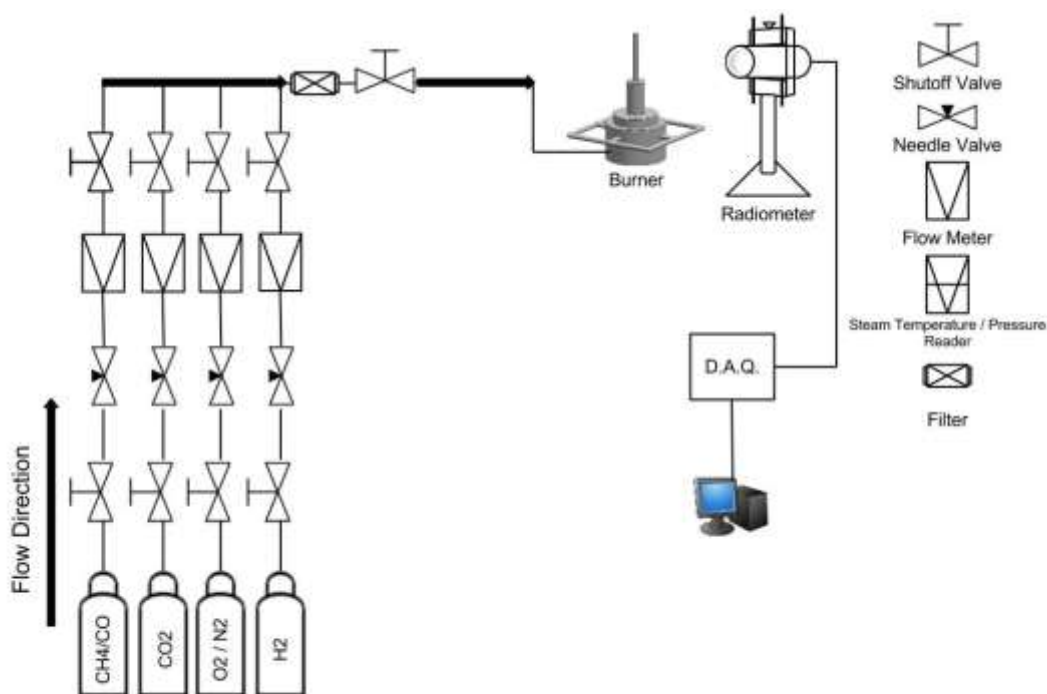 Shutoff Valve
Needle Valve
Burner
Radiometer
Flow Meter
Steam Temperature / Pressure
Reader
D.A.Q.
Filter
Flow Direction
CH4/CO
CO2
O2 / N2
H2